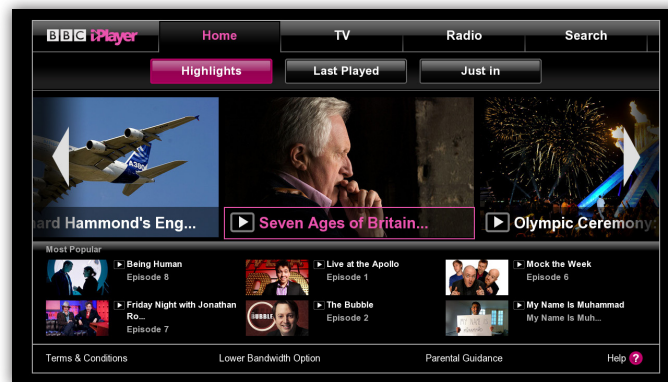 BBC iPlayer
Home
TV
Radio
Search
Highlights
Last Played
Just in
A380
ard Hammond's Eng...
Seven Ages of Britain...
Olympic Ceremony:
Most Popular
Being Human
Episode 8
Live at the Apollo
Episode 1
Mock the Week
Episode 6
Friday Night with Jonathan
Ro...
Episode 7
BUBBLE
The Bubble
Episode 2
My Name Is Muhammad
My Name Is Muh...
Terms & Conditions
Lower Bandwidth Option
Parental Guidance
Help ?